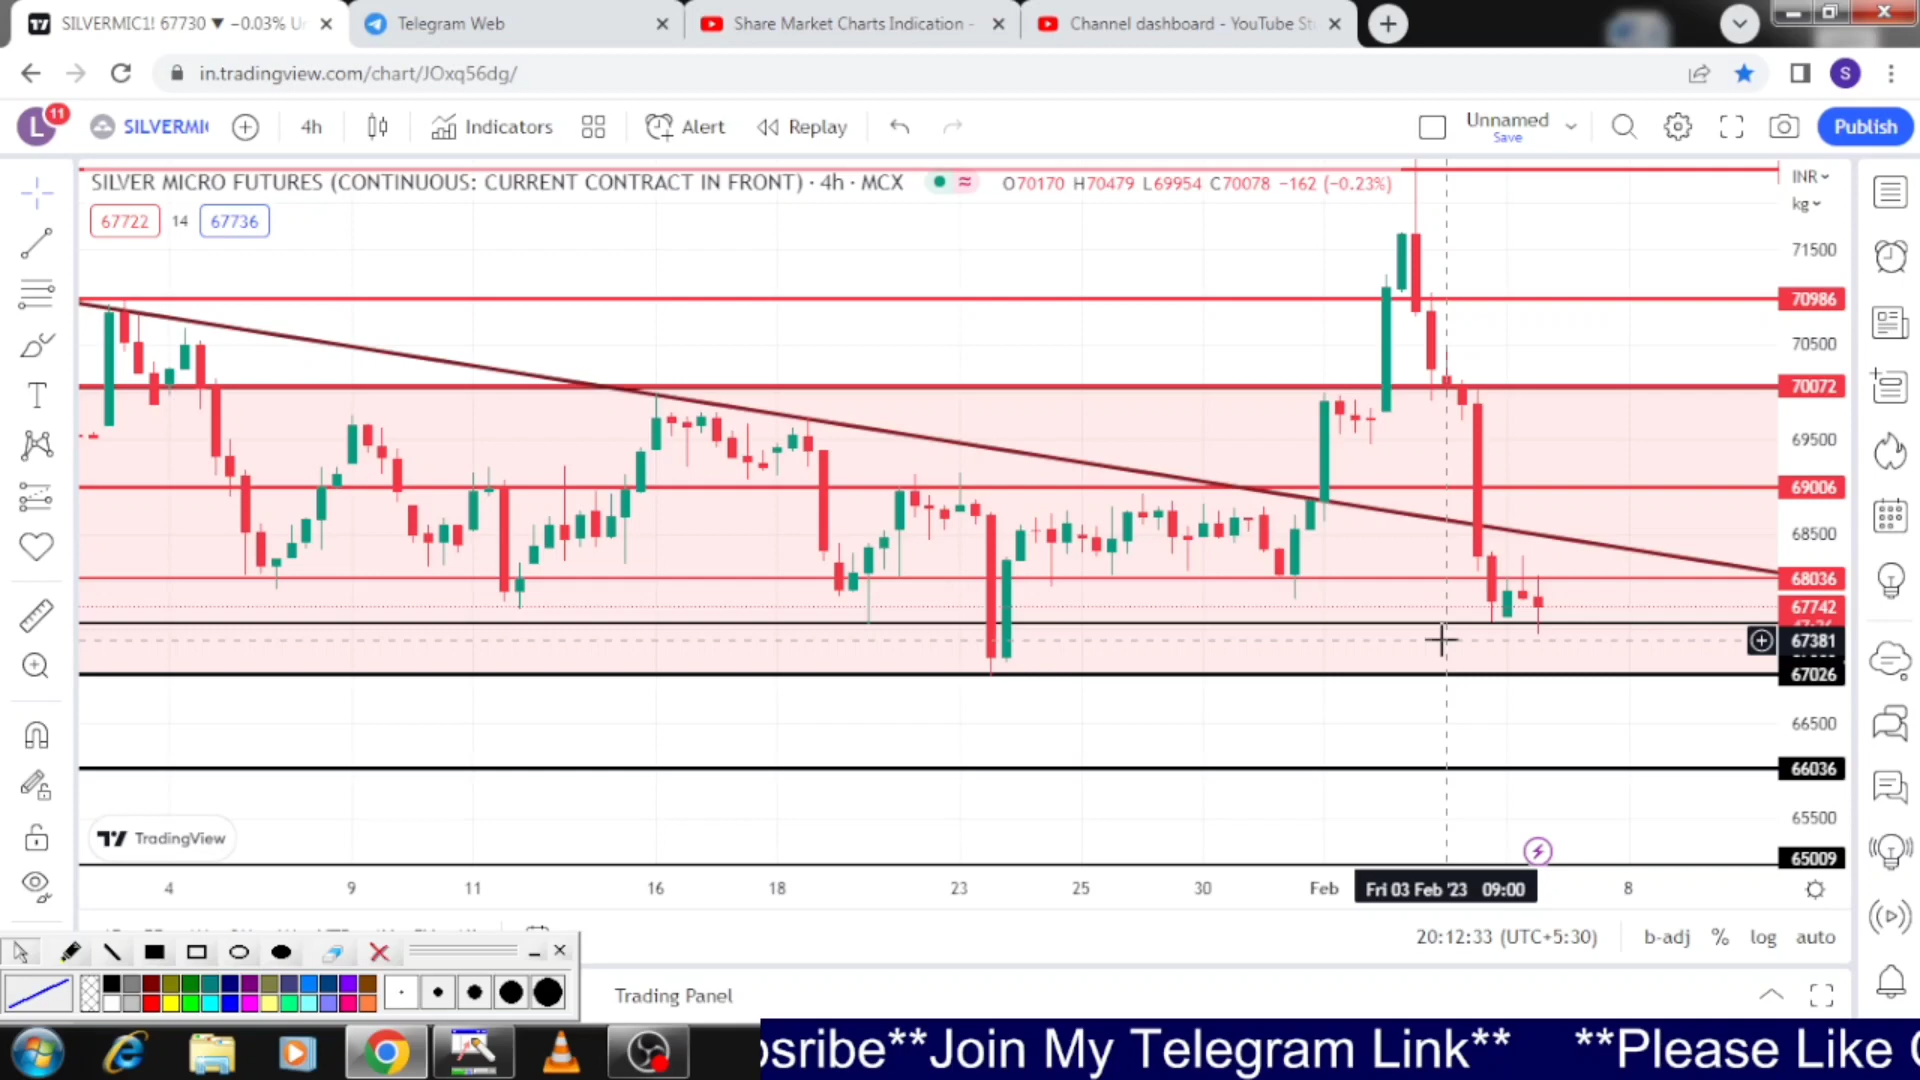 SILVERMIC1! 67730 ▼ −0.03% Un
Telegram Web
Share Market Charts Indication -
Channel dashboard - YouTube St
in.tradingview.com/chart/JOxq56dg/
S
L
11
SILVERMIC
4h
Indicators
Alert
Replay
Unnamed
Save
Publish
SILVER MICRO FUTURES (CONTINUOUS: CURRENT CONTRACT IN FRONT) · 4h · MCX
O70170 H70479 L69954 C70078 −162 (−0.23%)
INR
kg
67722
14
67736
71500
70986
70500
70072
69500
69006
68500
68036
67742
67381
67026
66500
66036
65500
65009
TradingView
4
9
11
16
18
23
25
30
Feb
Fri 03 Feb '23 09:00
8
20:12:33 (UTC+5:30)
b-adj
%
log
auto
Trading Panel
bsribe**Join My Telegram Link** **Please Like